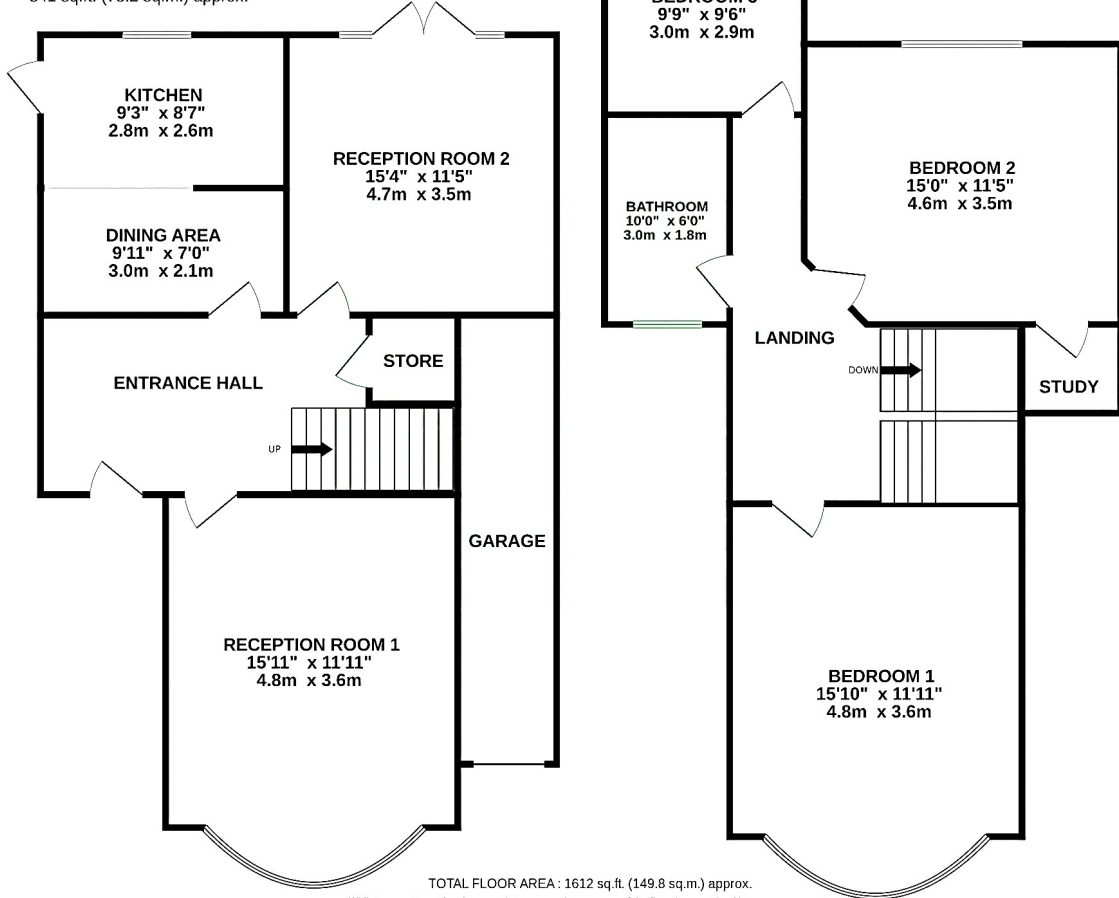 KITCHEN
9'3" x 8'7"
2.8m x 2.6m
RECEPTION ROOM 2
15'4" x 11'5"
4.7m x 3.5m
DINING AREA
9'11" x 7'0"
3.0m x 2.1m
ENTRANCE HALL
STORE
UP
GARAGE
RECEPTION ROOM 1
15'11" x 11'11"
4.8m x 3.6m
9'9" x 9'6"
3.0m x 2.9m
BEDROOM 2
15'0" x 11'5"
4.6m x 3.5m
BATHROOM
10'0" x 6'0"
3.0m x 1.8m
LANDING
DOWN
STUDY
BEDROOM 1
15'10" x 11'11"
4.8m x 3.6m
TOTAL FLOOR AREA : 1612 sq.ft. (149.8 sq.m.) approx.